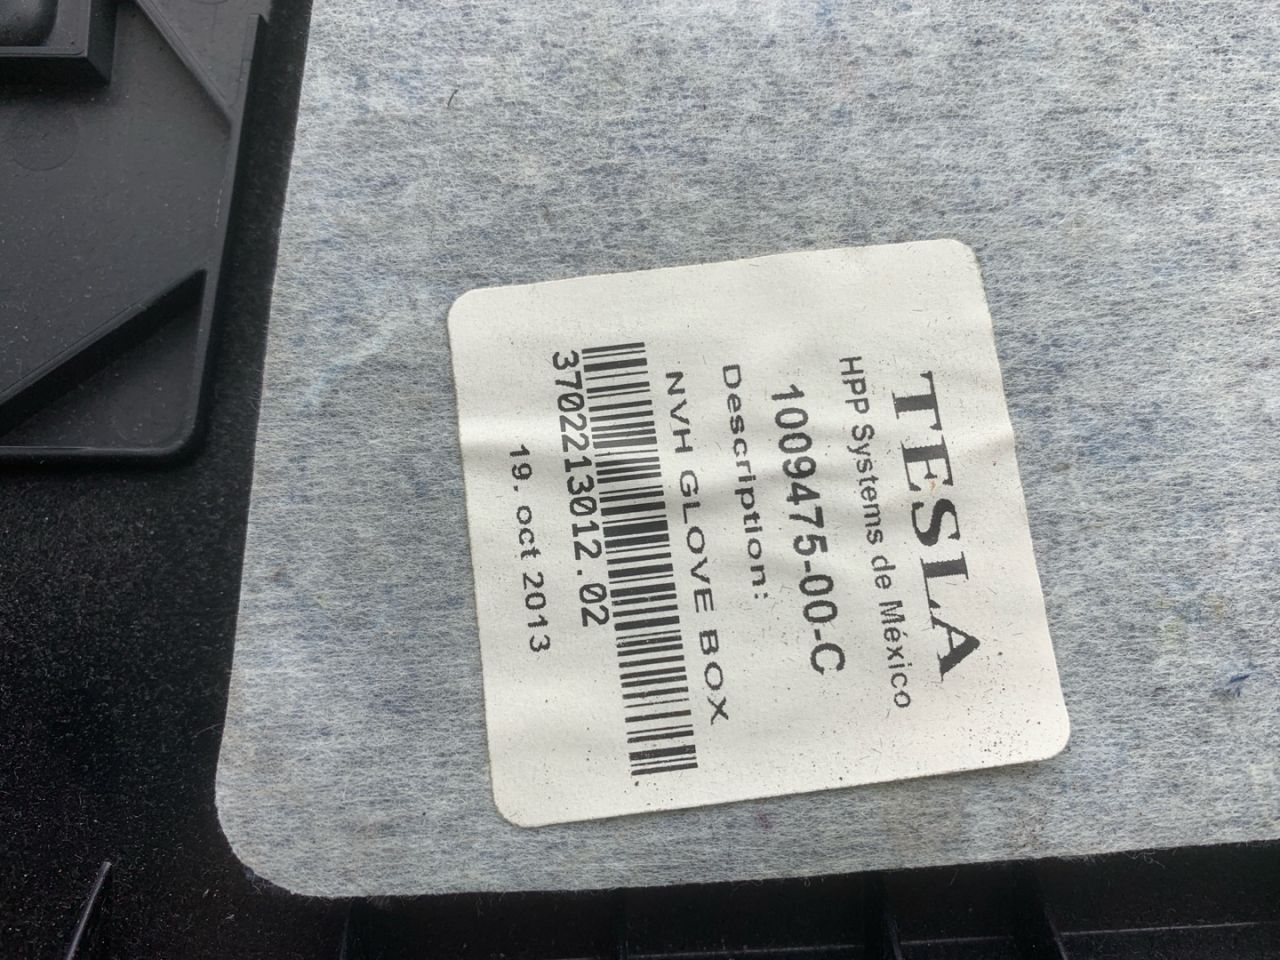 TESLA
HPP Systems de México
1009475-00-C
Description:
NVH GLOVE BOX
3702213012.02
19. oct 2013